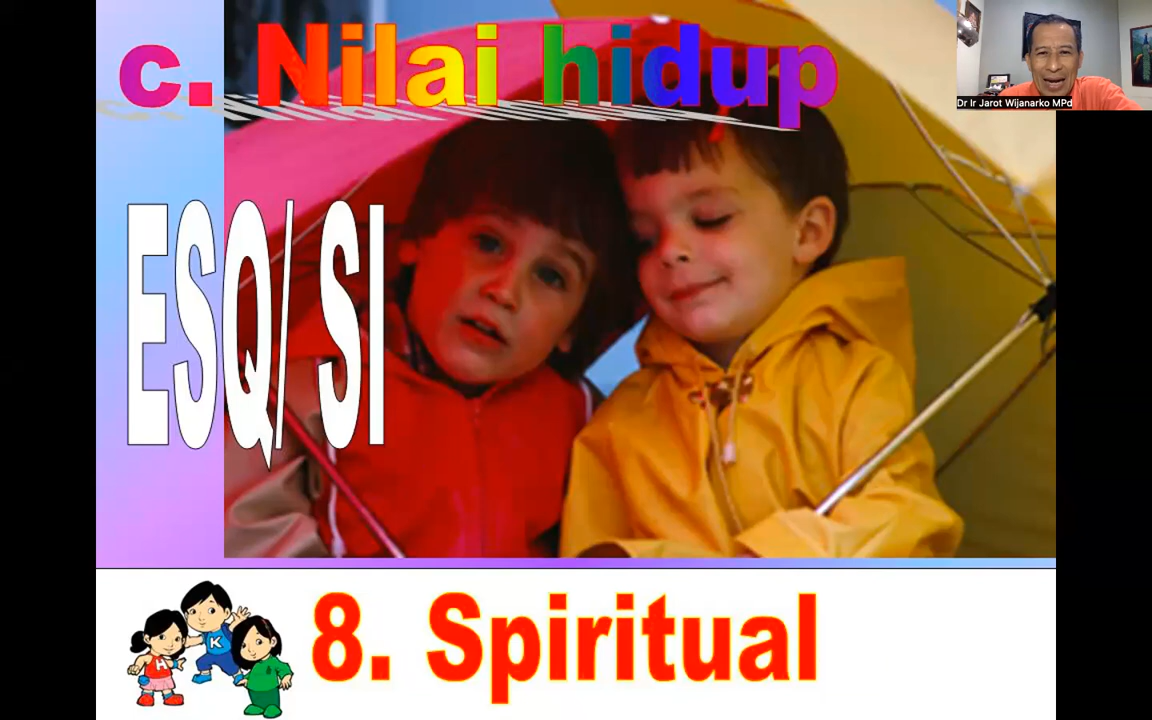 c. Nilai hidup
Dr Ir Jarot Wijanarko MPd
ESQ/ SI
H
K
8. Spiritual